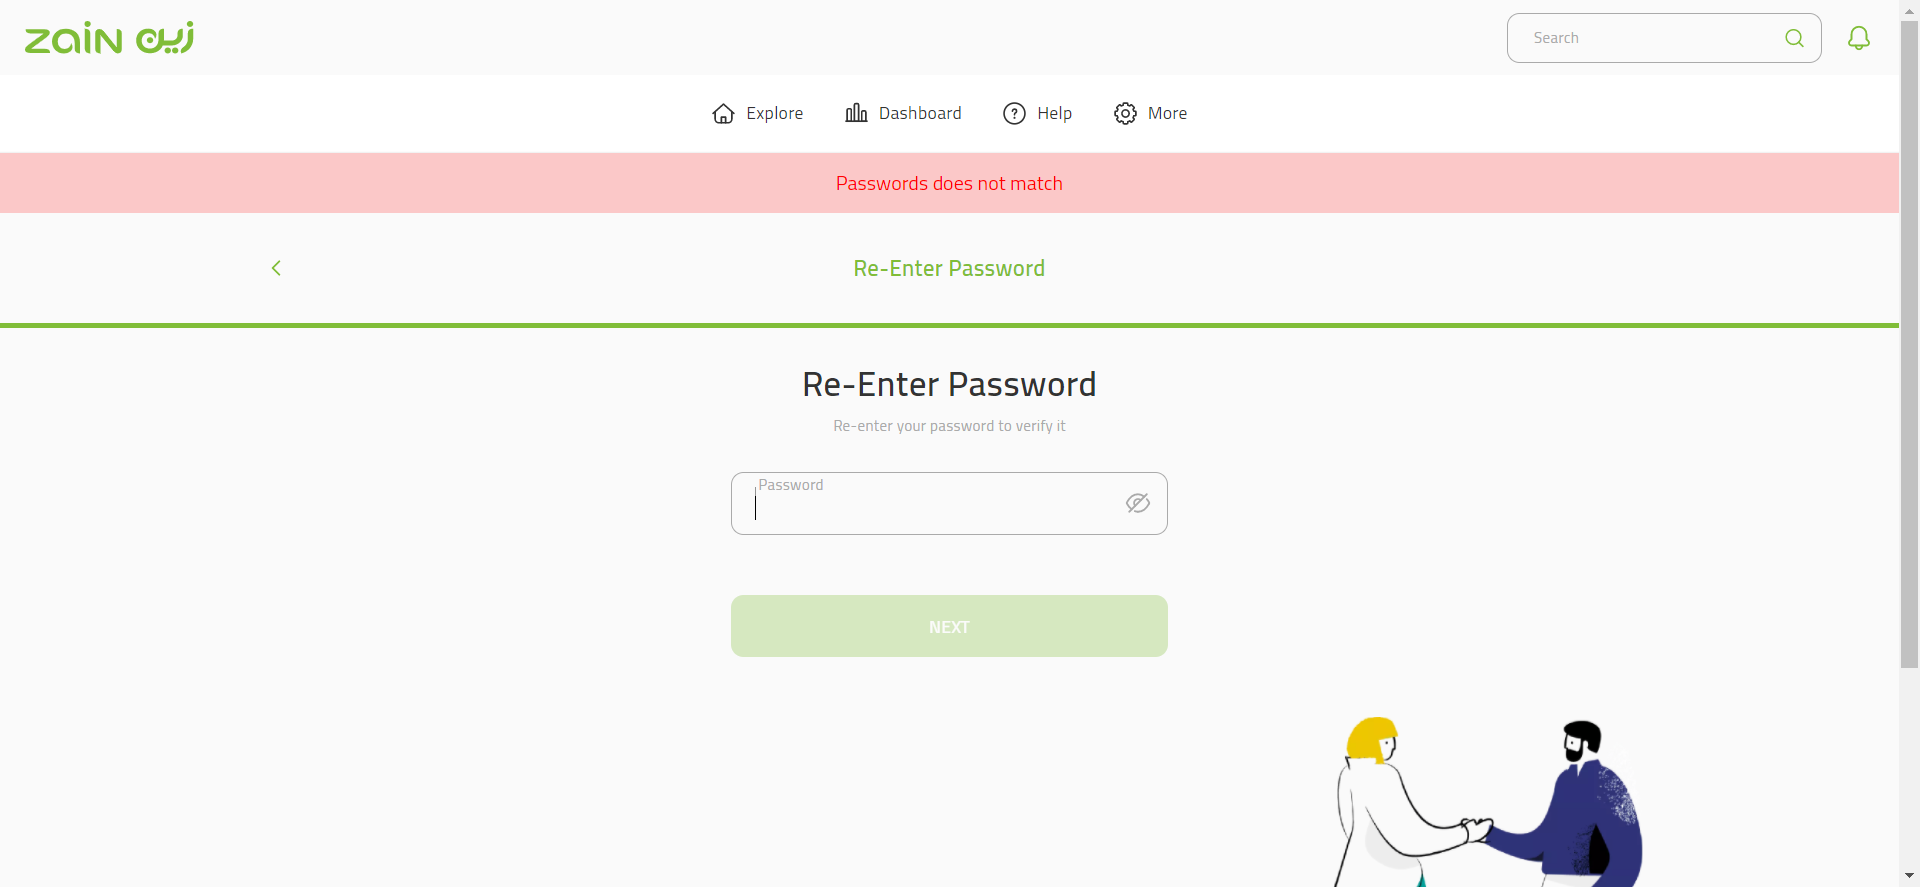 zain زين
Search
Explore
Dashboard
Help
More
Passwords does not match
Re-Enter Password
Re-Enter Password
Re-enter your password to verify it
Password
NEXT